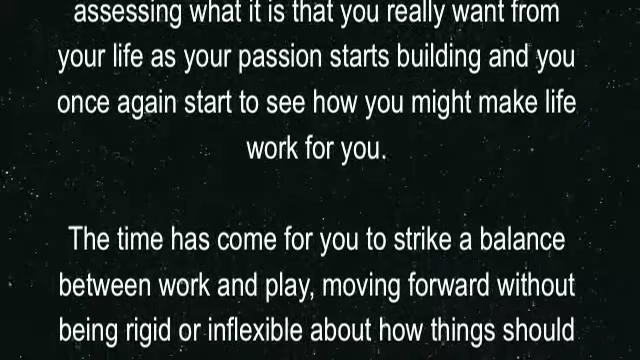 assessing what it is that you really want from
your life as your passion starts building and you
once again start to see how you might make life
work for you.
The time has come for you to strike a balance
between work and play, moving forward without
being rigid or inflexible about how things should